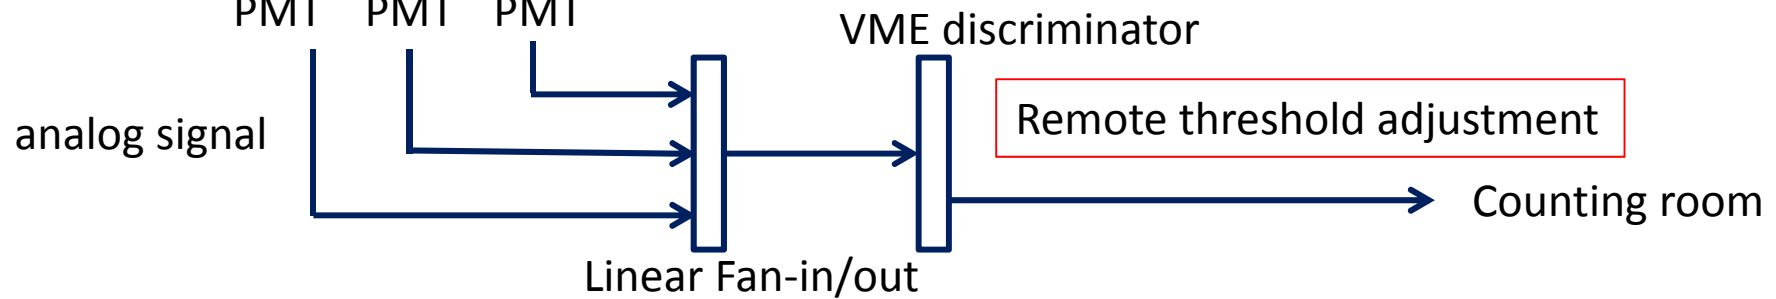 PMT PMT PMT
VME discriminator
analog signal
Remote threshold adjustment
Counting room
Linear Fan-in/out